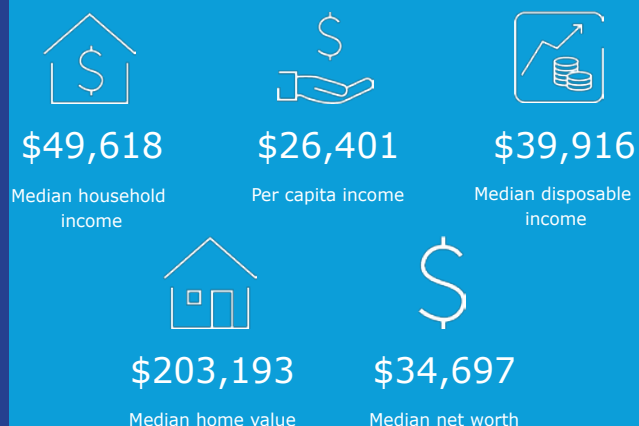 $49,618
Median household
income
$26,401
Per capita income
$39,916
Median disposable
income
$203,193
Median home value
$34,697
Median net worth